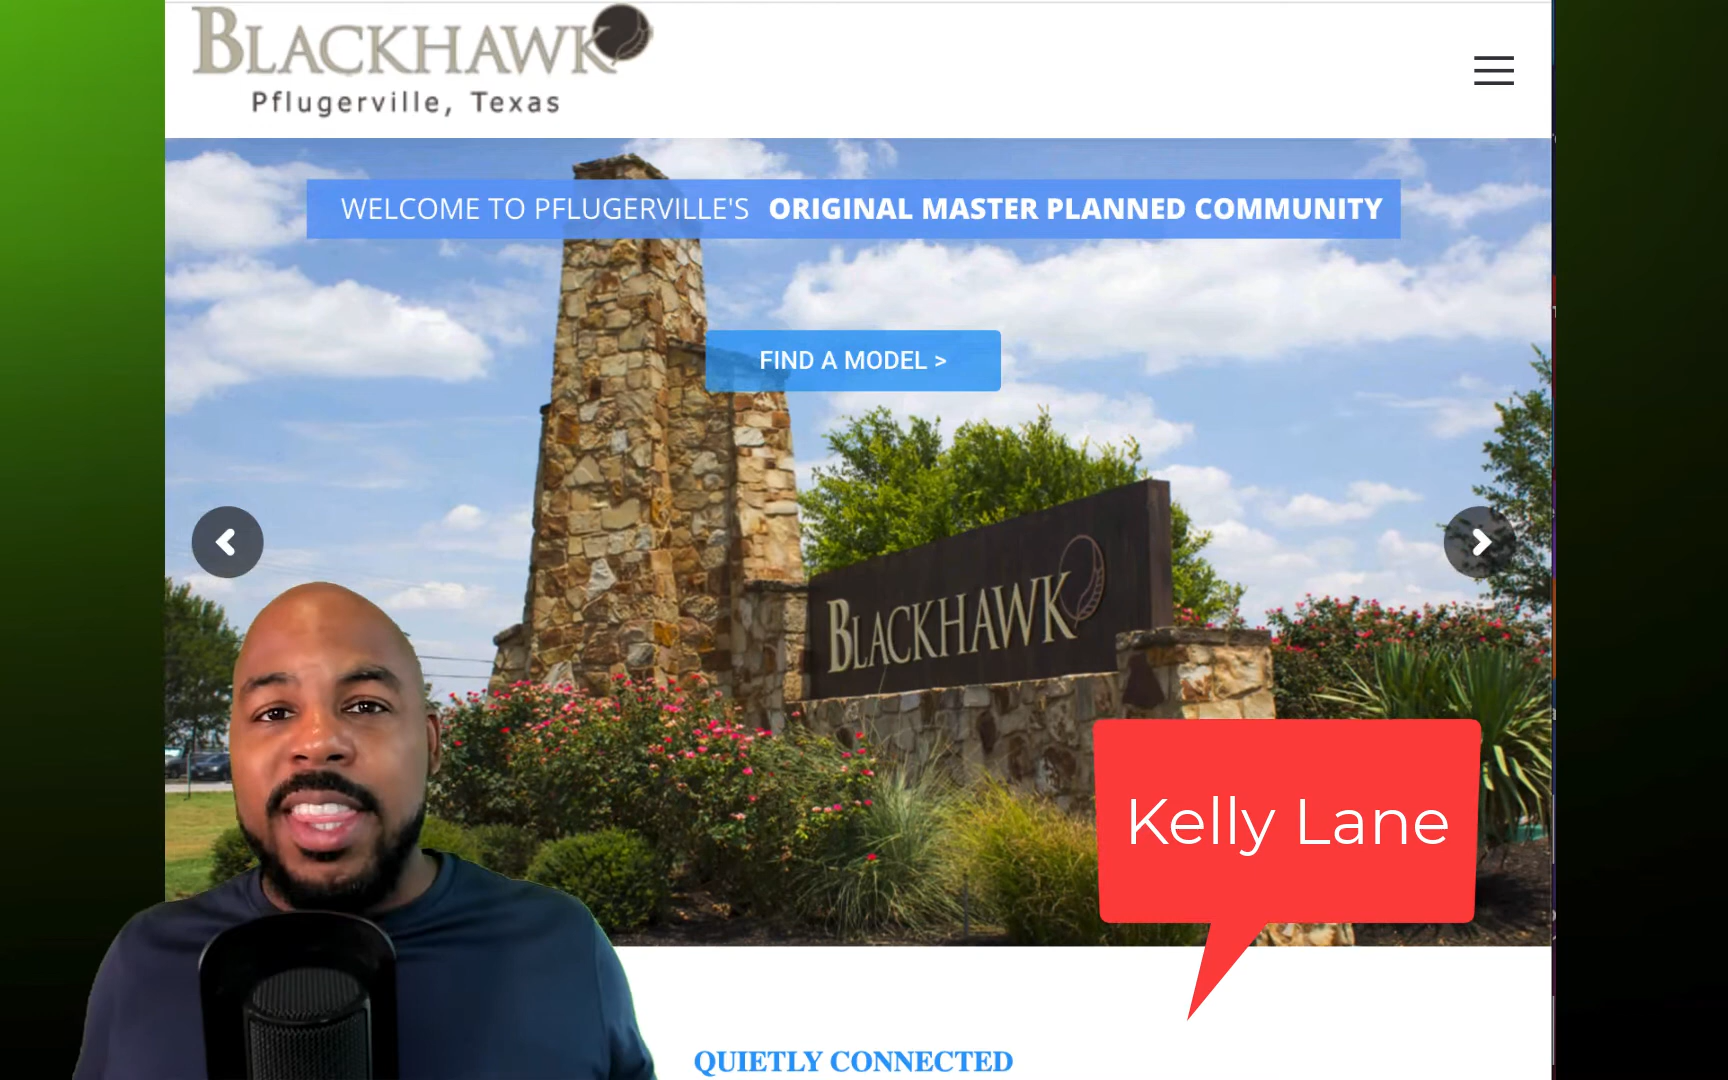 BLACKHAWK
Pflugerville, Texas
WELCOME TO PFLUGERVILLE'S ORIGINAL MASTER PLANNED COMMUNITY
FIND A MODEL >
BLACKHAWK
Kelly Lane
QUIETLY CONNECTED